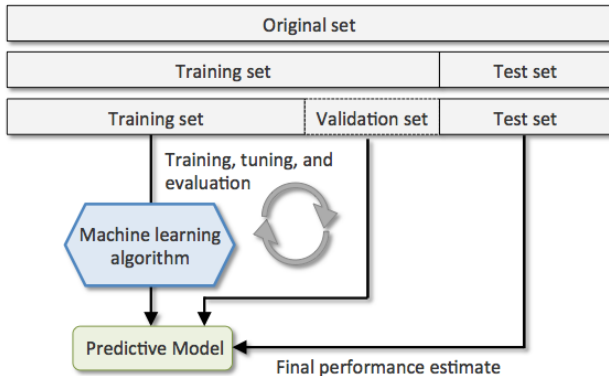 Original set
Training set Test set
Training set Validation set Test set
Training, tuning, and
evaluation
Machine learning
algorithm
Predictive Model
Final performance estimate